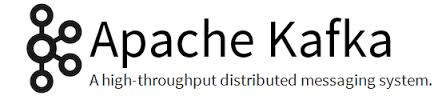 Apache Kafka
A high-throughput distributed messaging system.